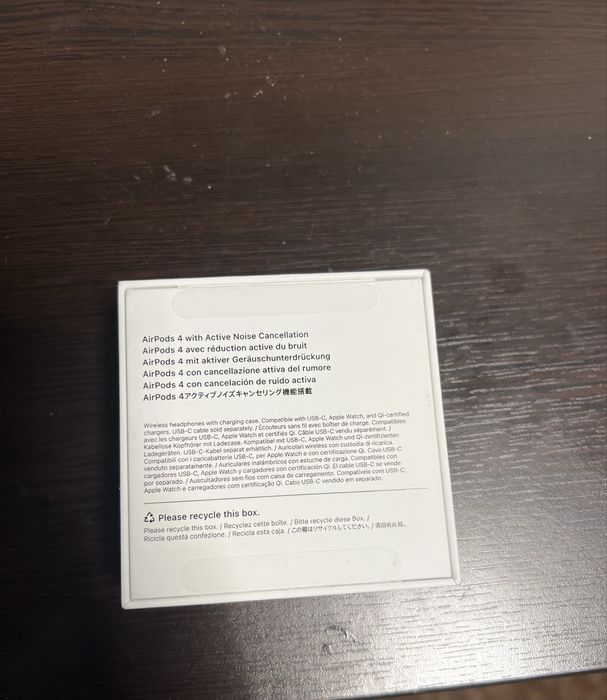 AirPods 4 with Active Noise Cancellation
AirPods 4 avec réduction active du bruit
AirPods 4 mit aktiver Geräuschunterdrückung
AirPods 4 con cancellazione attiva del rumore
AirPods 4 con cancelación de ruido activa
AirPods 4アクティブノイズキャンセリング機能搭載
Wireless headphones with charging case. Compatible with USB-C, Apple Watch, and Qi-certified
chargers. USB-C cable sold separately. / Écouteurs sans fil avec boîtier de charge. Compatibles
avec les chargeurs USB-C, Apple Watch et certifiés Qi. Câble USB-C vendu séparément. /
Kabellose Kopfhörer mit Ladecase. Kompatibel mit USB-C, Apple Watch und Qi-zertifizierten
Ladegeräten. USB-C-Kabel separat erhältlich. / Auricolari wireless con custodia di ricarica.
Compatibili con i caricabatterie USB-C, per Apple Watch e con certificazione Qi. Cavo USB-C
venduto separatamente. / Auriculares inalámbricos con estuche de carga. Compatibles con
cargadores USB-C, Apple Watch y cargadores con certificación Qi. El cable USB-C se vende
por separado. / Auscultadores sem fios com caixa de carregamento. Compatíveis com USB-C,
Apple Watch e carregadores com certificação Qi. Cabo USB-C vendido em separado.
Please recycle this box.
Please recycle this box. / Recyclez cette boîte. / Bitte recycle diese Box. /
Ricicla questa confezione. / Recicla esta caja. / この箱はリサイクルしてください。/ 请回收此箱。